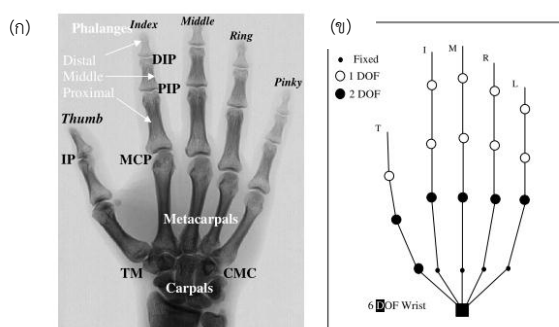 (ก)
Phalanges
Index
Middle
Ring
Pinky
Distal
Middle
Proximal
DIP
PIP
Thumb
IP
MCP
Metacarpals
TM
Carpals
CMC
(ข)
Fixed
1 DOF
2 DOF
I
M
R
L
T
6 DOF Wrist